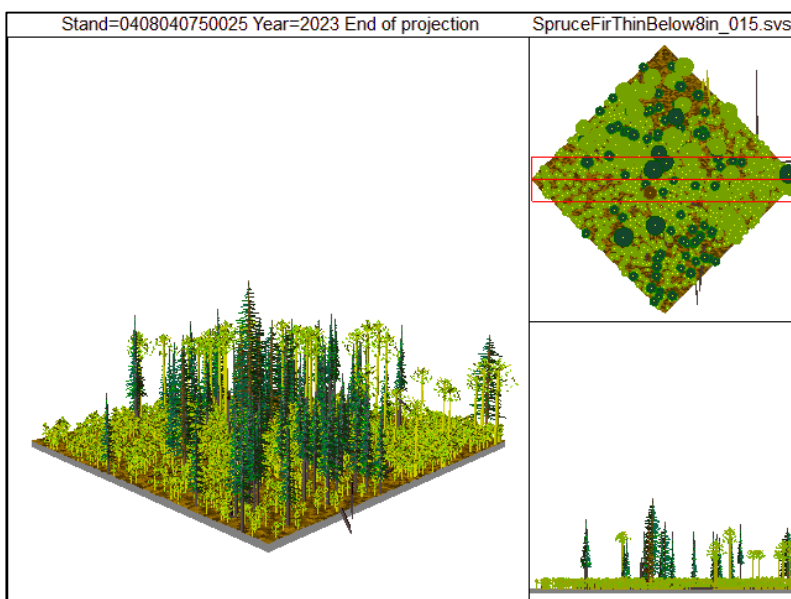 Stand=0408040750025 Year=2023 End of projection
SpruceFirThinBelow8in_015.svs